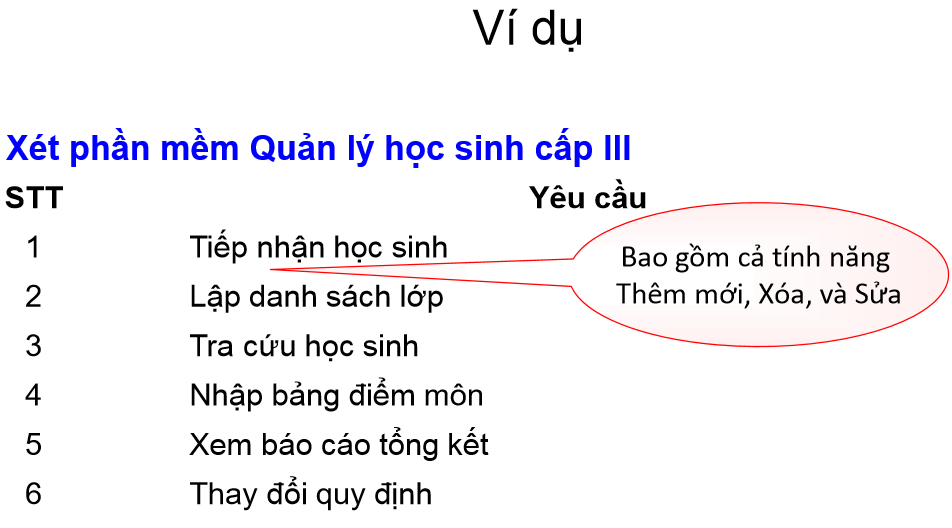 Ví dụ
Xét phần mềm Quản lý học sinh cấp III
STT Yêu cầu
1 Tiếp nhận học sinh
2 Lập danh sách lớp
3 Tra cứu học sinh
4 Nhập bảng điểm môn
5 Xem báo cáo tổng kết
6 Thay đổi quy định
Bao gồm cả tính năng
Thêm mới, Xóa, và Sửa